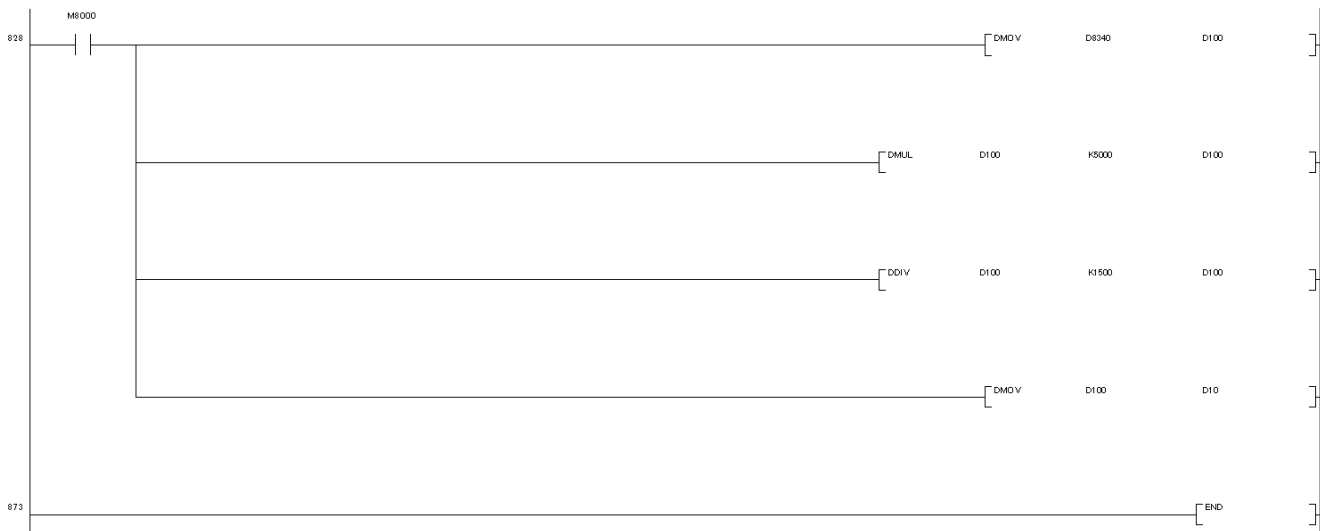 M8000
828 DMOV D8340 D100
DMUL D100 K5000 D100
DDIV D100 K1500 D100
DMOV D100 D10
873 END